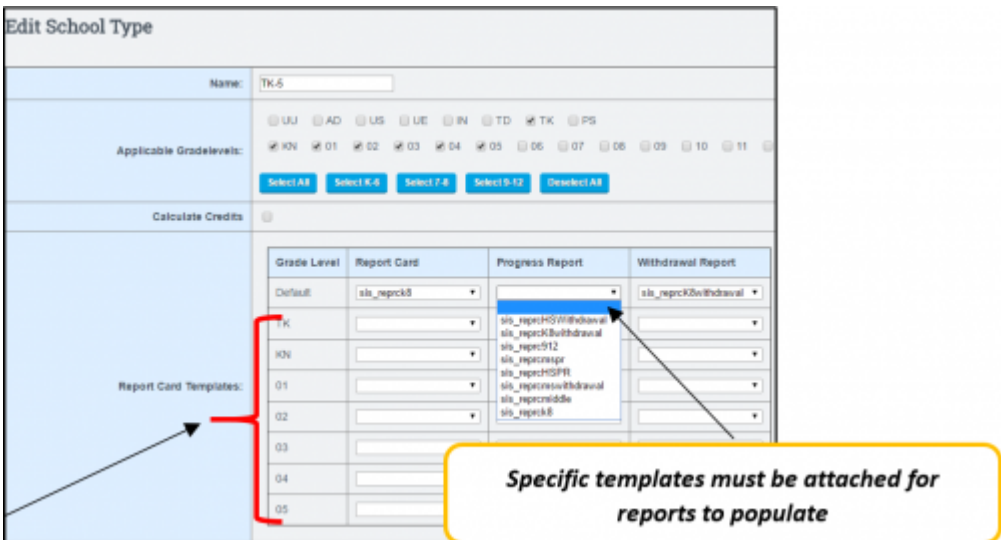 Edit School Type
Name: TK-5
UU AD US UE IN TD TK PS
Applicable Gradelevels: KN 01 02 03 04 05 06 07 08 09 10 11
Select All Select K-6 Select 7-8 Select 9-12 Deselect All
Calculate Credits
Grade Level Report Card Progress Report Withdrawal Report
Default sis_reprck8 sis_reprcK8withdrawal
TK sis_reprcHSWithdrawal
sis_reprcK8withdrawal
KN sis_reprc912
sis_reprcmspr
sis_reprcHSPR
Report Card Templates: 01 sis_reprcmswithdrawal
sis_reprcmiddle
02 sis_reprck8
03
04
05
Specific templates must be attached for
reports to populate